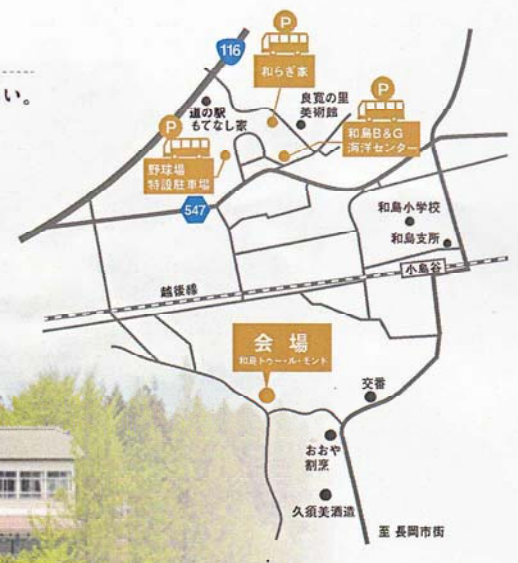 116
P
和らぎ家
い。
道の駅
もてなし家
良寛の里
美術館
P
和島B&G
海洋センター
P
野球場
特設駐車場
547
和島小学校
和島支所
小島谷
越後線
会場
和島トゥー・ル・モンド
交番
おおや
割烹
久須美酒造
至 長岡市街